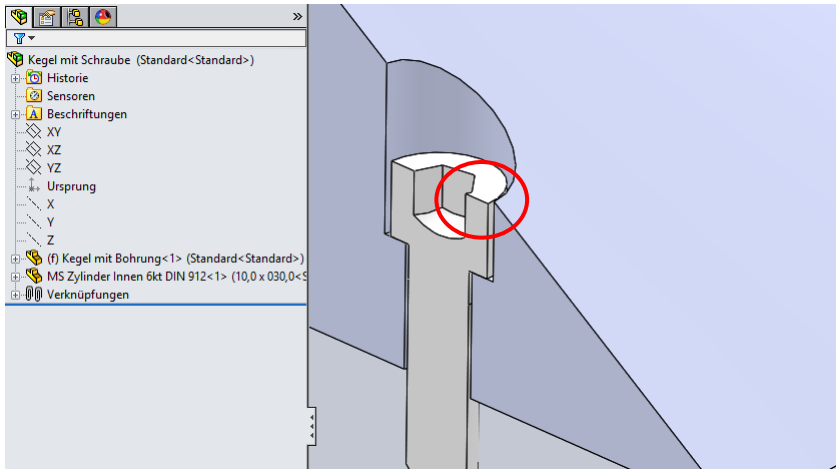 »
Kegel mit Schraube (Standard<Standard>)
Historie
Sensoren
A Beschriftungen
XY
XZ
YZ
Ursprung
X
Y
Z
(f) Kegel mit Bohrung<1> (Standard<Standard>)
MS Zylinder Innen 6kt DIN 912<1> (10,0 x 030,0<S
Verknüpfungen